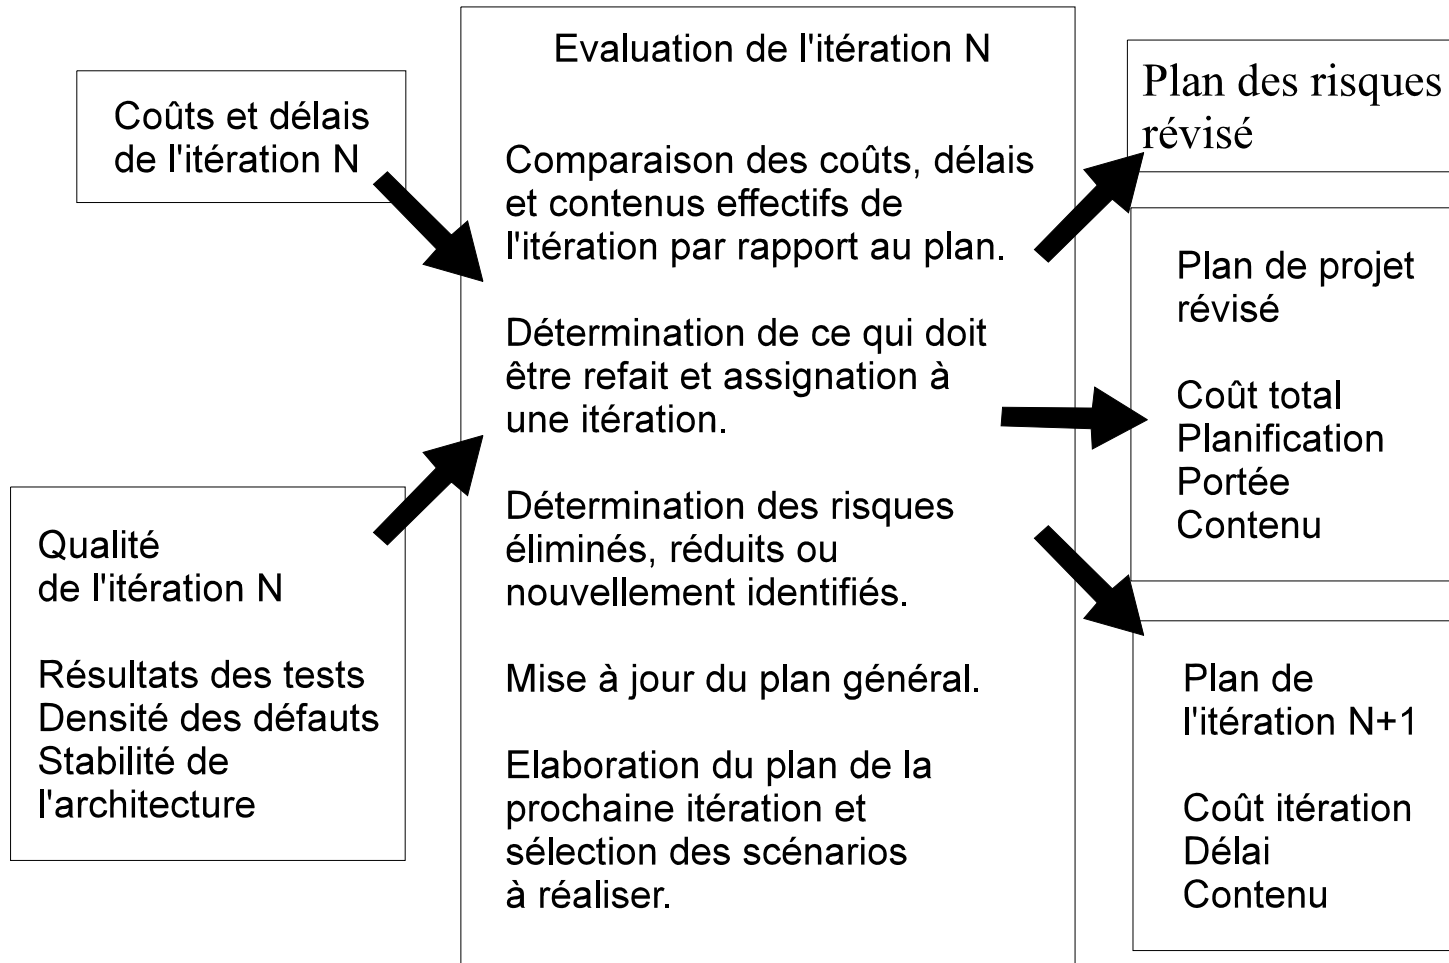 Coûts et délais
de l'itération N
Qualité
de l'itération N
Résultats des tests
Densité des défauts
Stabilité de
l'architecture
Evaluation de l'itération N
Comparaison des coûts, délais
et contenus effectifs de
l'itération par rapport au plan.
Détermination de ce qui doit
être refait et assignation à
une itération.
Détermination des risques
éliminés, réduits ou
nouvellement identifiés.
Mise à jour du plan général.
Elaboration du plan de la
prochaine itération et
sélection des scénarios
à réaliser.
Plan des risques
révisé
Plan de projet
révisé
Coût total
Planification
Portée
Contenu
Plan de
l'itération N+1
Coût itération
Délai
Contenu